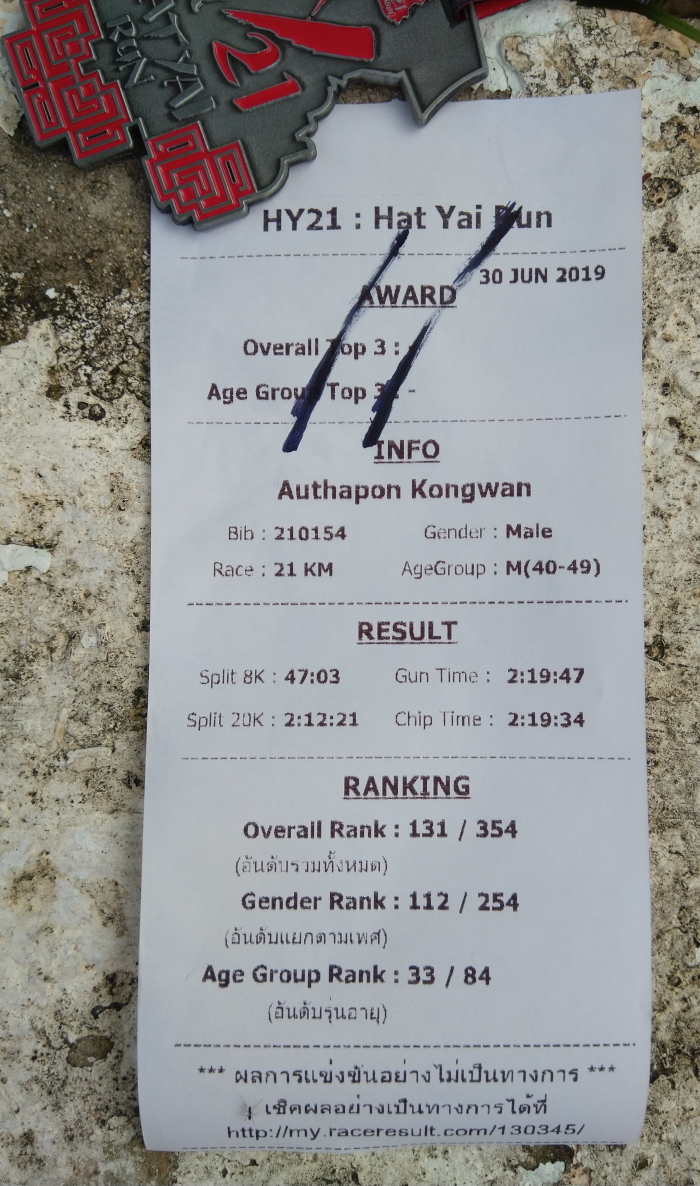 HATYAI
RUN
21
HY21 : Hat Yai Run
30 JUN 2019
AWARD
Overall Top 3 : -
Age Group Top 3 : -
INFO
Authapon Kongwan
Bib : 210154 Gender : Male
Race : 21 KM AgeGroup : M(40-49)
RESULT
Split 8K : 47:03 Gun Time : 2:19:47
Split 20K : 2:12:21 Chip Time : 2:19:34
RANKING
Overall Rank : 131 / 354
(อันดับรวมทั้งหมด)
Gender Rank : 112 / 254
(อันดับแยกตามเพศ)
Age Group Rank : 33 / 84
(อันดับรุ่นอายุ)
*** ผลการแข่งขันอย่างไม่เป็นทางการ ***
เช็คผลอย่างเป็นทางการได้ที่
http://my.raceresult.com/130345/